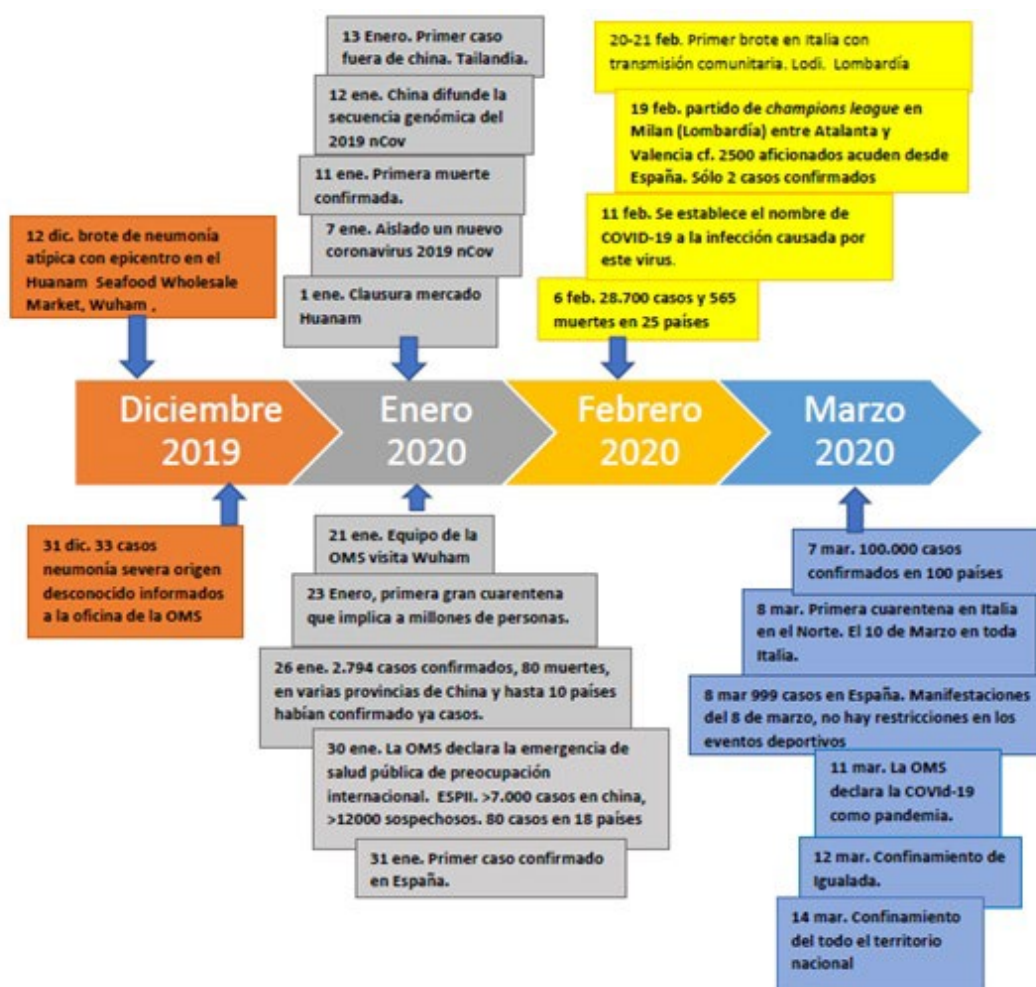 13 Enero. Primer caso
fuera de china. Tailandia.
12 ene. China difunde la
secuencia genómica del
2019 nCov
11 ene. Primera muerte
confirmada.
7 ene. Aislado un nuevo
coronavirus 2019 nCov
1 ene. Clausura mercado
Huanam
20-21 feb. Primer brote en Italia con
transmisión comunitaria. Lodi. Lombardía
19 feb. partido de champions league en
Milan (Lombardía) entre Atalanta y
Valencia cf. 2500 aficionados acuden desde
España. Sólo 2 casos confirmados
11 feb. Se establece el nombre de
COVID-19 a la infección causada por
este virus.
6 feb. 28.700 casos y 565
muertes en 25 países
12 dic. brote de neumonía
atípica con epicentro en el
Huanam Seafood Wholesale
Market, Wuham ,
Diciembre
2019
Enero
2020
Febrero
2020
Marzo
2020
31 dic. 33 casos
neumonía severa origen
desconocido informados
a la oficina de la OMS
21 ene. Equipo de la
OMS visita Wuham
23 Enero, primera gran cuarentena
que implica a millones de personas.
26 ene. 2.794 casos confirmados, 80 muertes,
en varias provincias de China y hasta 10 países
habían confirmado ya casos.
30 ene. La OMS declara la emergencia de
salud pública de preocupación
internacional. ESPII. >7.000 casos en china,
>12000 sospechosos. 80 casos en 18 países
31 ene. Primer caso confirmado
en España.
7 mar. 100.000 casos
confirmados en 100 países
8 mar. Primera cuarentena en Italia
en el Norte. El 10 de Marzo en toda
Italia.
8 mar 999 casos en España. Manifestaciones
del 8 de marzo, no hay restricciones en los
eventos deportivos
11 mar. La OMS
declara la COVId-19
como pandemia.
12 mar. Confinamiento de
Igualada.
14 mar. Confinamiento
del todo el territorio
nacional